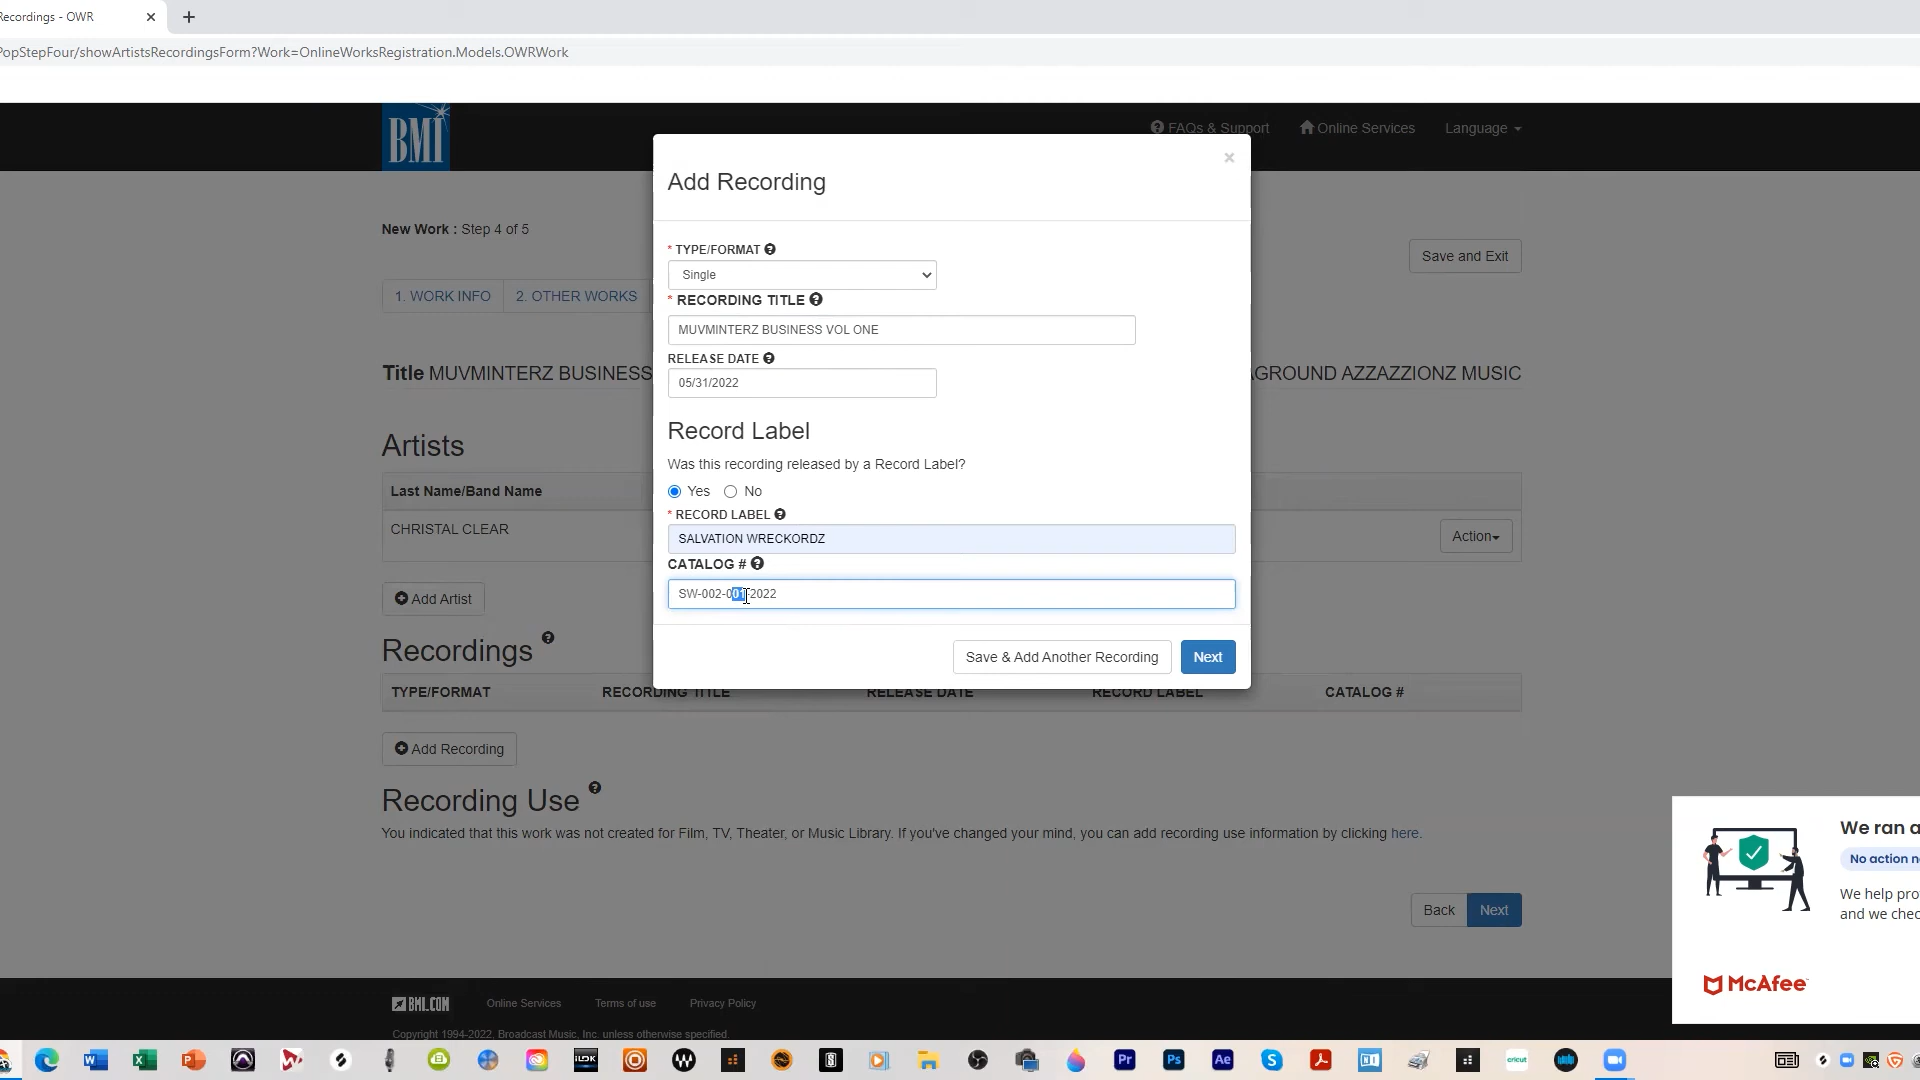 Recordings - OWR
PopStepFour/showArtistsRecordingsForm?Work=OnlineWorksRegistration.Models.OWRWork
BMI
FAQs & Support
Online Services
Language
Add Recording
×
New Work : Step 4 of 5
Save and Exit
1. WORK INFO
2. OTHER WORKS
* TYPE/FORMAT
Single
* RECORDING TITLE
MUVMINTERZ BUSINESS VOL ONE
RELEASE DATE
05/31/2022
Title MUVMINTERZ BUSINESS
AGROUND AZZAZZIONZ MUSIC
Record Label
Was this recording released by a Record Label?
Yes
No
* RECORD LABEL
SALVATION WRECKORDZ
CATALOG #
SW-002-001-2022
Save & Add Another Recording
Next
Artists
Last Name/Band Name
CHRISTAL CLEAR
Action
Add Artist
Recordings
TYPE/FORMAT
RECORDING TITLE
RELEASE DATE
RECORD LABEL
CATALOG #
Add Recording
Recording Use
You indicated that this work was not created for Film, TV, Theater, or Music Library. If you've changed your mind, you can add recording use information by clicking here.
Back
Next
We ran a
No action n
We help pro
and we chec
McAfee
BMI.COM
Online Services
Terms of use
Privacy Policy
Copyright 1994-2022, Broadcast Music, Inc. unless otherwise specified.
Pr
Ps
Ae
cricut